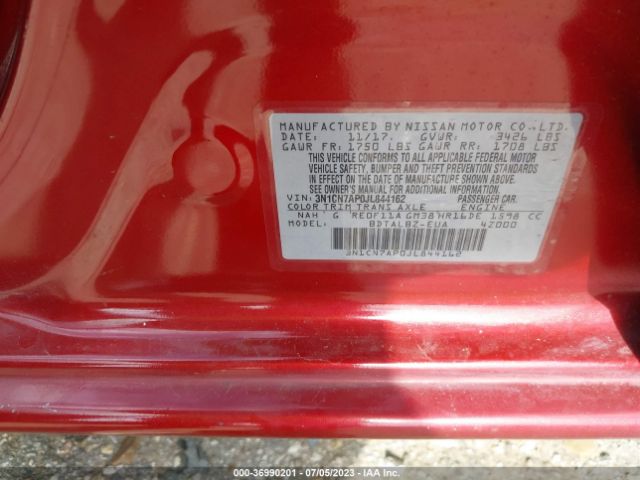 MANUFACTURED BY NISSAN MOTOR CO., LTD.
DATE: 11/17. GVWR: 3426 LBS
GAWR FR: 1750 LBS GAWR RR: 1708 LBS
THIS VEHICLE CONFORMS TO ALL APPLICABLE FEDERAL MOTOR
VEHICLE SAFETY, BUMPER AND THEFT PREVENTION STANDARDS
IN EFFECT ON THE DATE OF MANUFACTURE SHOWN ABOVE.
SEE OWNER'S MANUAL FOR ADDITIONAL INFORMATION.
VIN: 3N1CN7AP0JL844162 PASSENGER CAR.
COLOR TRIM TRANS AXLE ENGINE
NAH G RE0F11A GM38 HR16DE 1598 CC
MODEL: BDTALBZ-EUA 4Z000
3N1CN7AP0JL844162
000-36990201 - 07/05/2023 - IAA Inc.